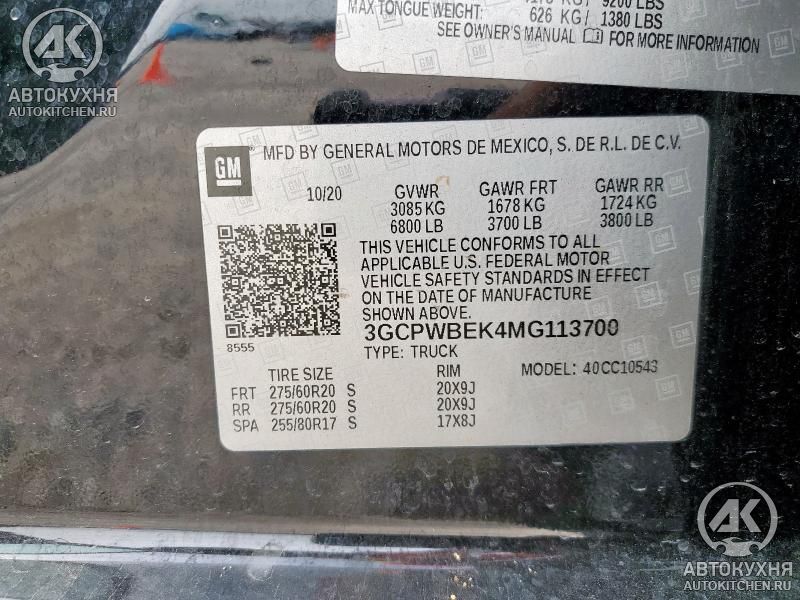 9200 LBS
MAX TONGUE WEIGHT: 626 KG / 1380 LBS
SEE OWNER'S MANUAL FOR MORE INFORMATION
GM
АВТОКУХНЯ
AUTOKITCHEN.RU
GM MFD BY GENERAL MOTORS DE MEXICO, S. DE R.L. DE C.V.
10/20 GVWR GAWR FRT GAWR RR
3085 KG 1678 KG 1724 KG
6800 LB 3700 LB 3800 LB
THIS VEHICLE CONFORMS TO ALL
APPLICABLE U.S. FEDERAL MOTOR
VEHICLE SAFETY STANDARDS IN EFFECT
ON THE DATE OF MANUFACTURE
SHOWN ABOVE.
3GCPWBEK4MG113700
8555
TYPE: TRUCK
MODEL: 40CC10543
TIRE SIZE RIM
FRT 275/60R20 S 20X9J
RR 275/60R20 S 20X9J
SPA 255/80R17 S 17X8J
AK
АВТОКУХНЯ
AUTOKITCHEN.RU